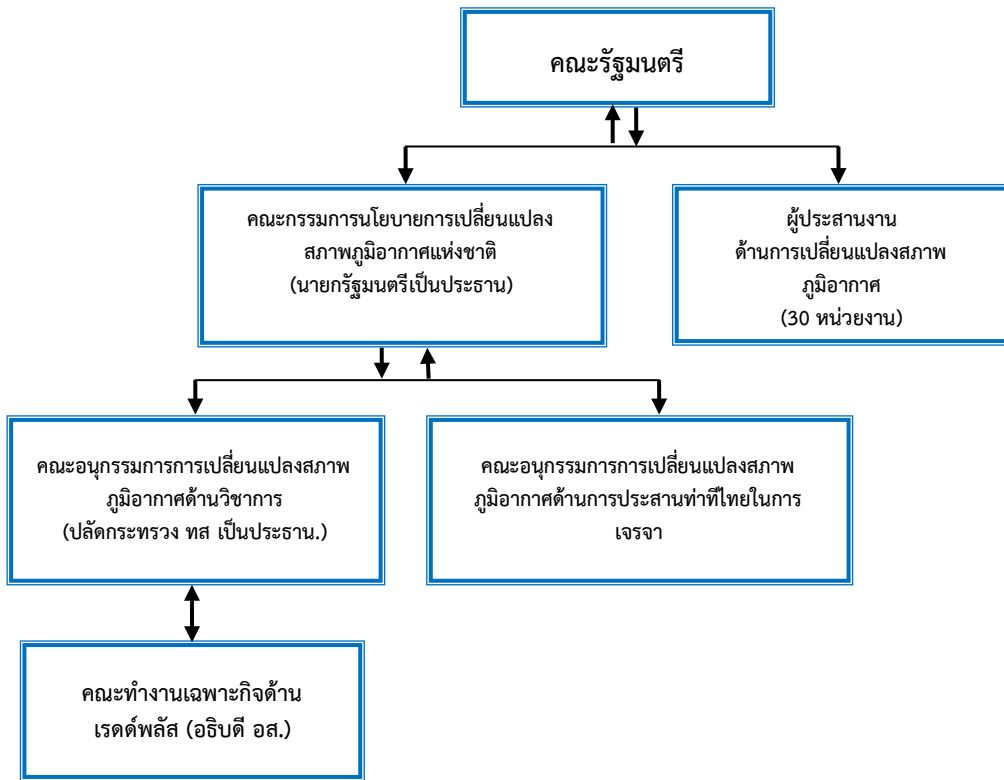 คณะรัฐมนตรี
คณะกรรมการนโยบายการเปลี่ยนแปลง
สภาพภูมิอากาศแห่งชาติ
(นายกรัฐมนตรีเป็นประธาน)
ผู้ประสานงาน
ด้านการเปลี่ยนแปลงสภาพ
ภูมิอากาศ
(30 หน่วยงาน)
คณะอนุกรรมการการเปลี่ยนแปลงสภาพ
ภูมิอากาศด้านวิชาการ
(ปลัดกระทรวง ทส เป็นประธาน.)
คณะอนุกรรมการการเปลี่ยนแปลงสภาพ
ภูมิอากาศด้านการประสานท่าทีไทยในการ
เจรจา
คณะทำงานเฉพาะกิจด้าน
เรดด์พลัส (อธิบดี อส.)